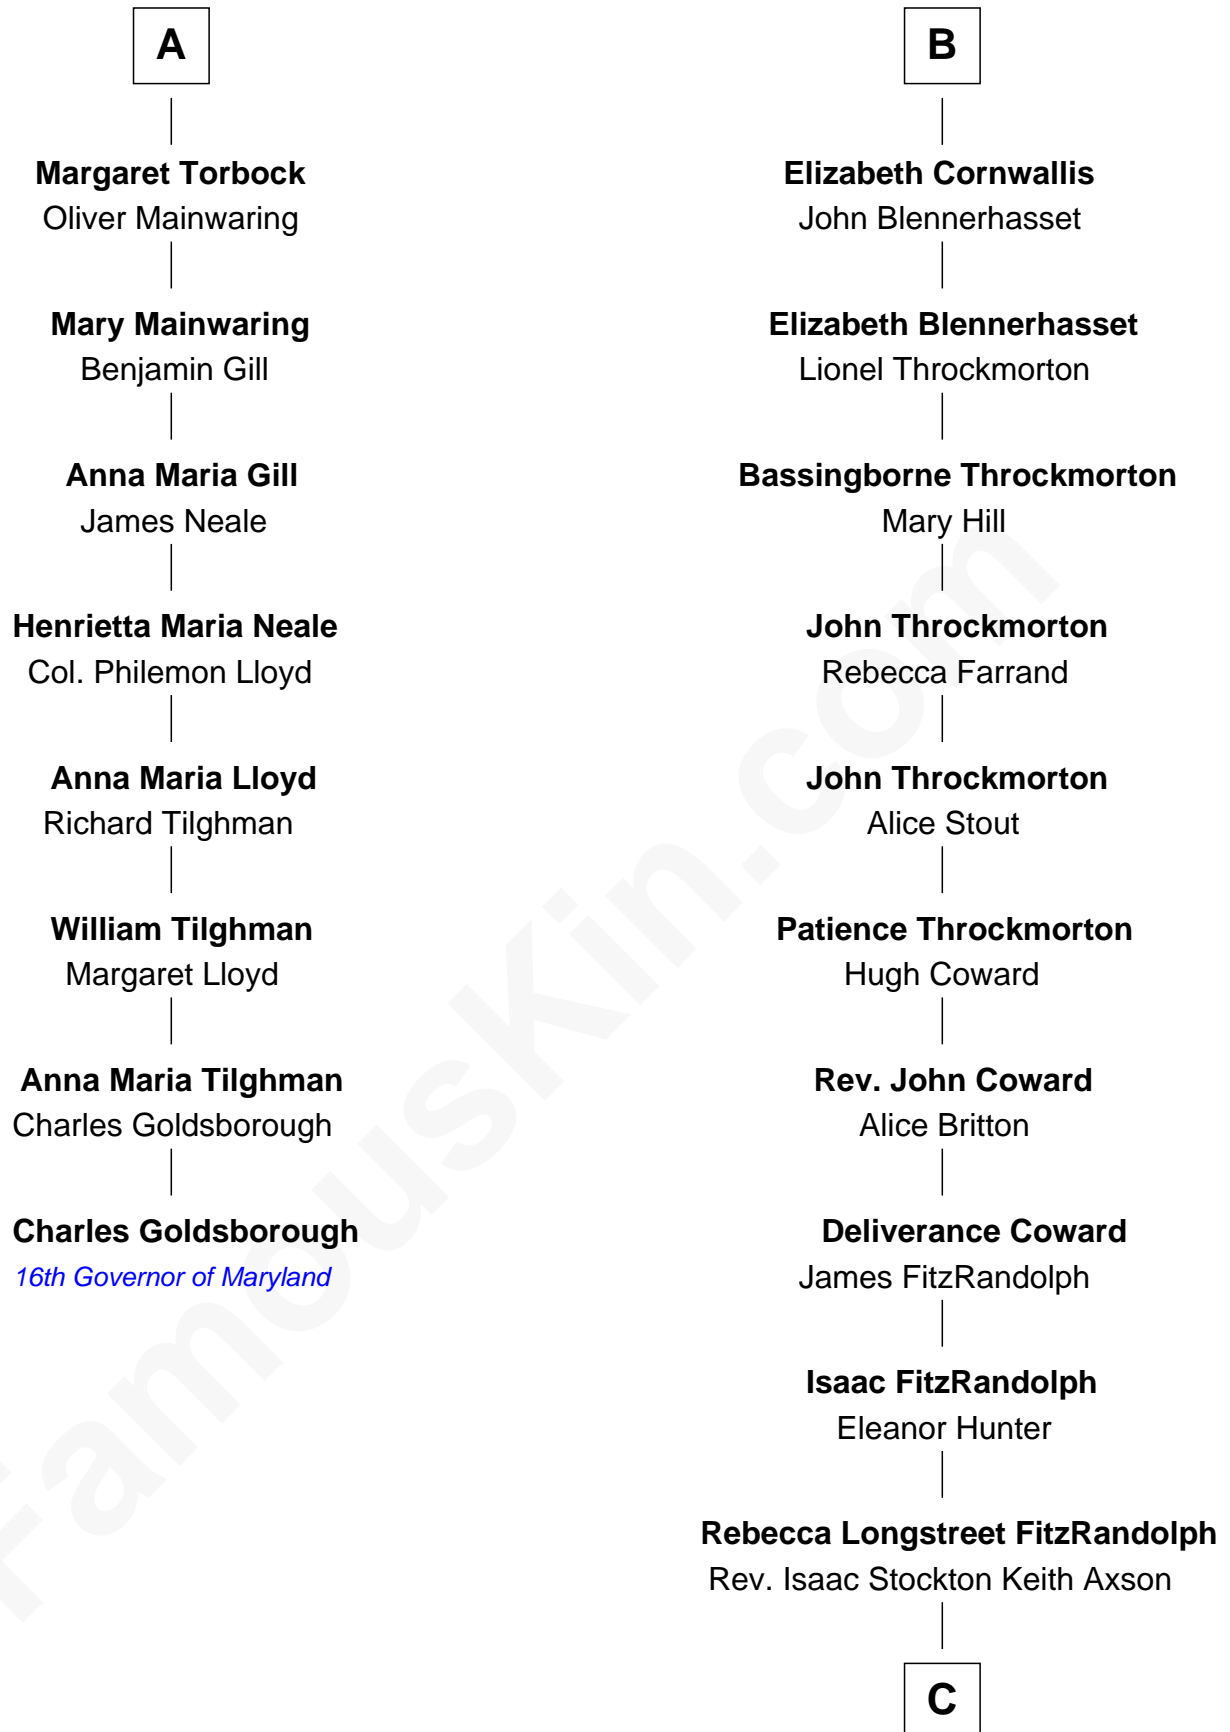 A
Margaret Torbock
Oliver Mainwaring
Mary Mainwaring
Benjamin Gill
Anna Maria Gill
James Neale
Henrietta Maria Neale
Col. Philemon Lloyd
Anna Maria Lloyd
Richard Tilghman
William Tilghman
Margaret Lloyd
Anna Maria Tilghman
Charles Goldsborough
Charles Goldsborough
16th Governor of Maryland
B
Elizabeth Cornwallis
John Blennerhasset
Elizabeth Blennerhasset
Lionel Throckmorton
Bassingborne Throckmorton
Mary Hill
John Throckmorton
Rebecca Farrand
John Throckmorton
Alice Stout
Patience Throckmorton
Hugh Coward
Rev. John Coward
Alice Britton
Deliverance Coward
James FitzRandolph
Isaac FitzRandolph
Eleanor Hunter
Rebecca Longstreet FitzRandolph
Rev. Isaac Stockton Keith Axson
C
FamousKin.com